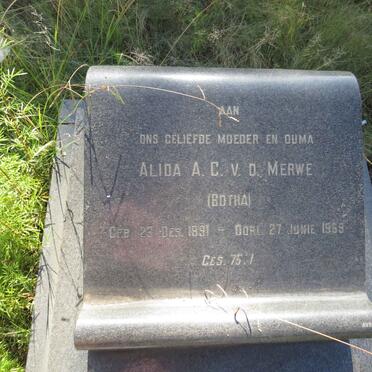 AAN
ONS GELIEFDE MOEDER EN OUMA
ALIDA A. C. V. D. MERWE
(BOTHA)
GEB. 23 DES. 1891 – OORL. 27 JUNIE 1969
GES. 75:1